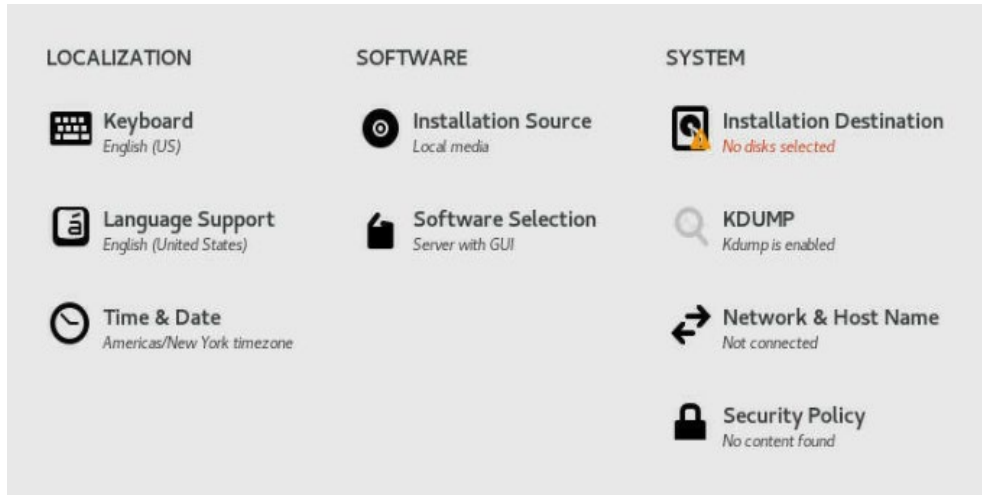 LOCALIZATION
Keyboard
English (US)
Language Support
English (United States)
Time & Date
Americas/New York timezone
SOFTWARE
Installation Source
Local media
Software Selection
Server with GUI
SYSTEM
Installation Destination
No disks selected
KDUMP
Kdump is enabled
Network & Host Name
Not connected
Security Policy
No content found